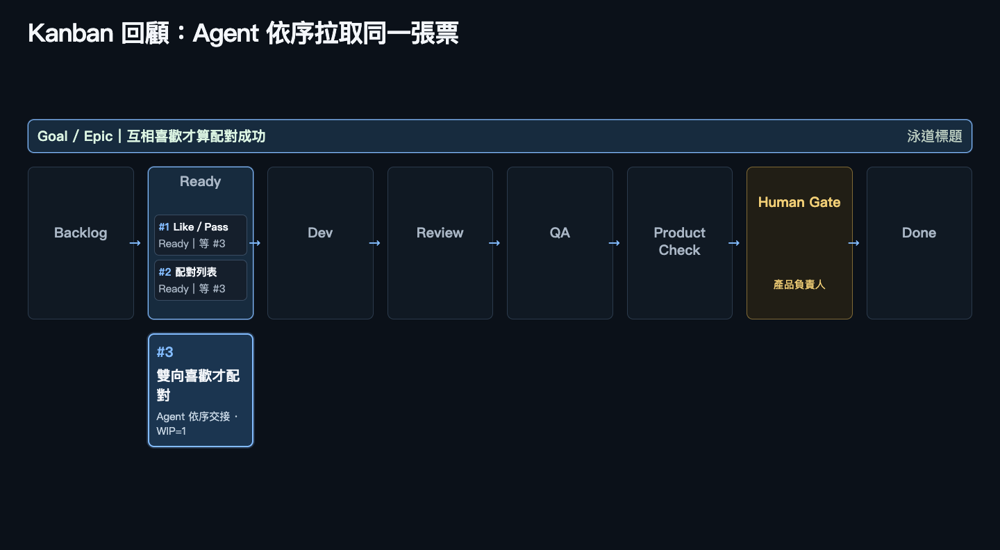 Kanban 回顧：Agent 依序拉取同一張票
Goal / Epic｜互相喜歡才算配對成功
泳道標題
Backlog
→
Ready
#1 Like / Pass
Ready｜等 #3
#2 配對列表
Ready｜等 #3
→
Dev
→
Review
→
QA
→
Product
Check
→
Human Gate
產品負責人
→
Done
#3
雙向喜歡才配
對
Agent 依序交接・
WIP=1